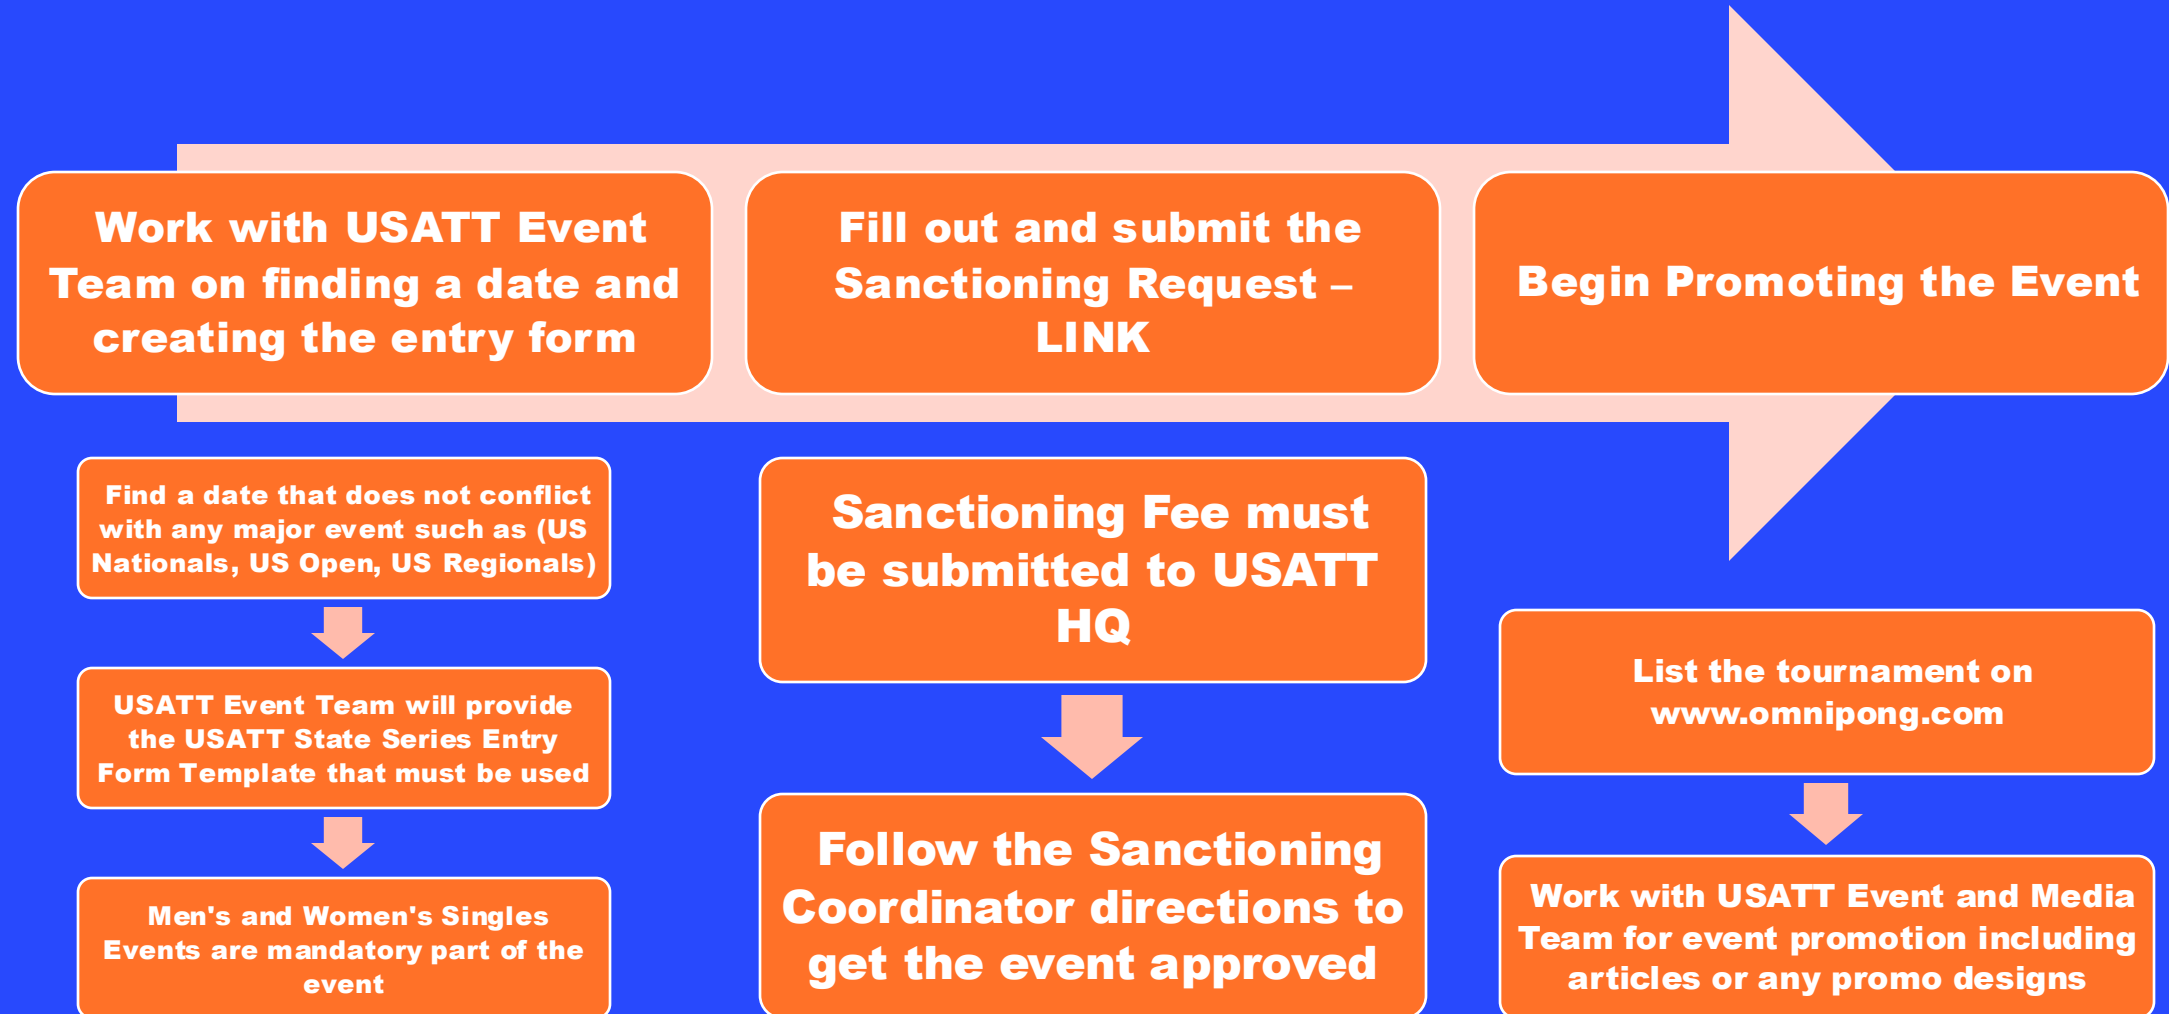 Work with USATT Event
Team on finding a date and
creating the entry form
Fill out and submit the
Sanctioning Request –
LINK
Begin Promoting the Event
Find a date that does not conflict
with any major event such as (US
Nationals, US Open, US Regionals)
USATT Event Team will provide
the USATT State Series Entry
Form Template that must be used
Men's and Women's Singles
Events are mandatory part of the
event
Sanctioning Fee must
be submitted to USATT
HQ
Follow the Sanctioning
Coordinator directions to
get the event approved
List the tournament on
www.omnipong.com
Work with USATT Event and Media
Team for event promotion including
articles or any promo designs